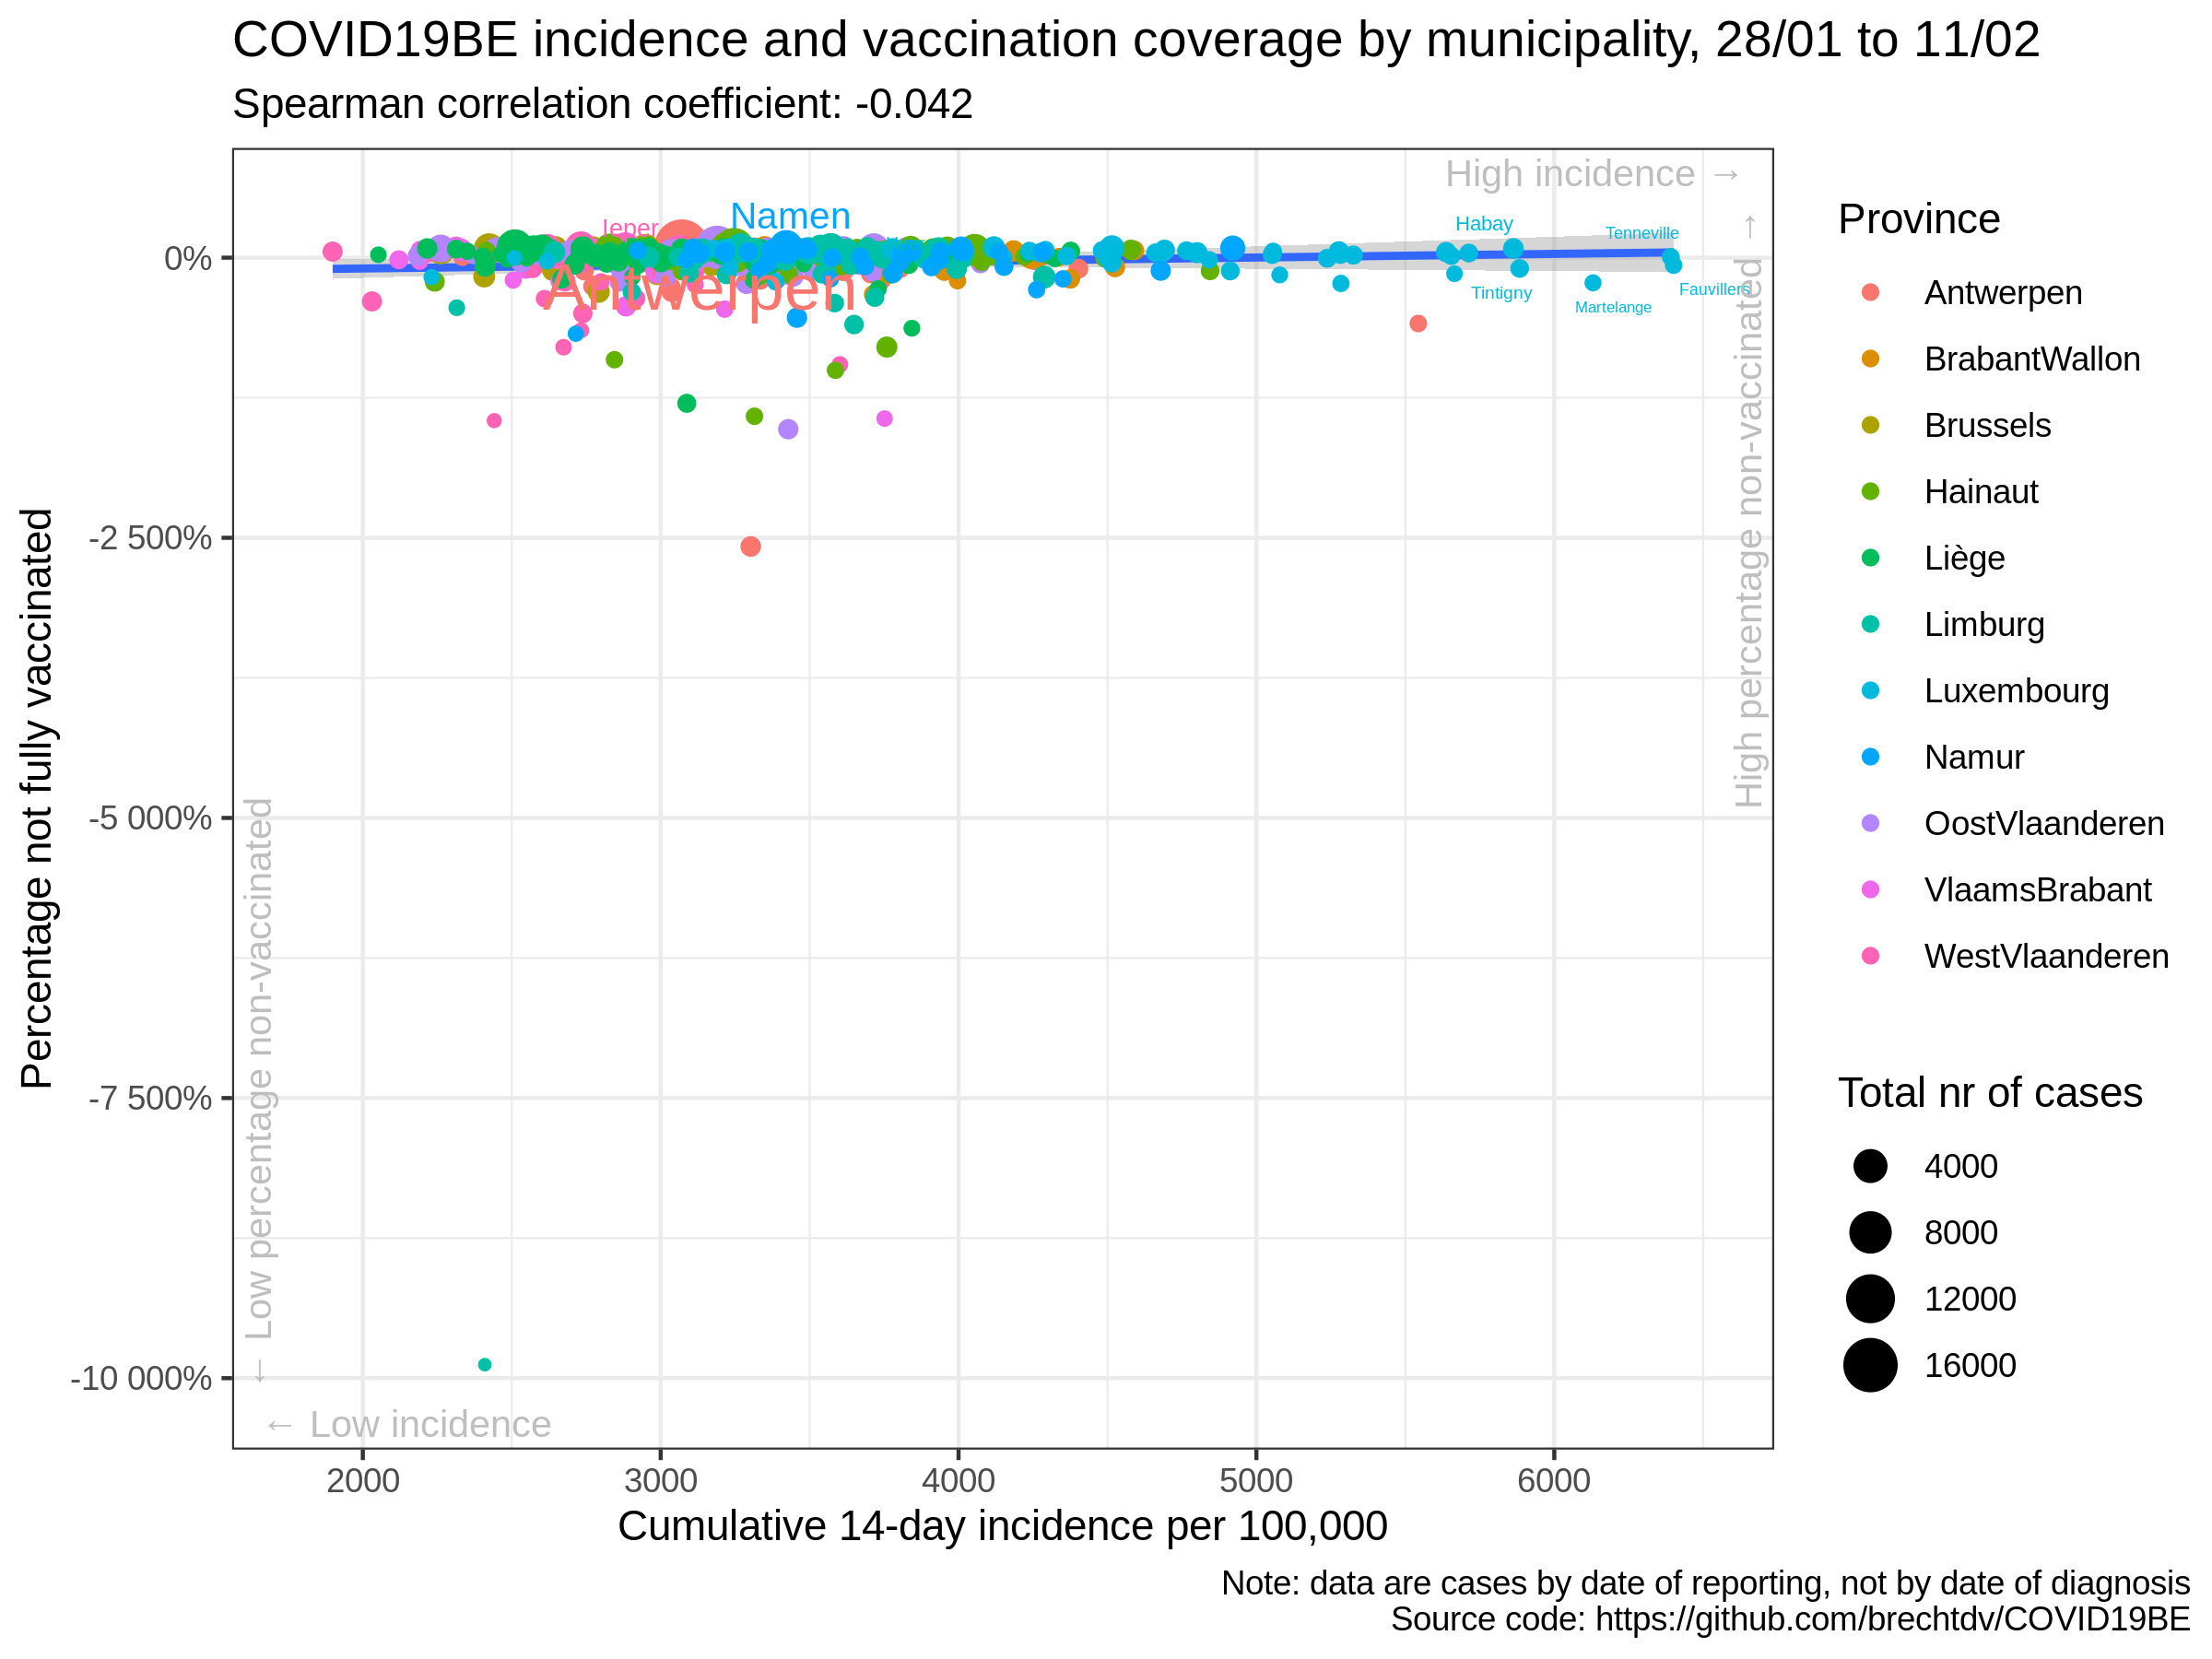 COVID19BE incidence and vaccination coverage by municipality, 28/01 to 11/02
Spearman correlation coefficient: -0.042
High incidence →
High percentage non-vaccinated →
Ieper
Namen
Antwerpen
Habay
Tenneville
Tintigny
Martelange
Fauvillers
0%
-2 500%
-5 000%
-7 500%
-10 000%
Percentage not fully vaccinated
← Low percentage non-vaccinated
← Low incidence
2000 3000 4000 5000 6000
Cumulative 14-day incidence per 100,000
Province
Antwerpen
BrabantWallon
Brussels
Hainaut
Liège
Limburg
Luxembourg
Namur
OostVlaanderen
VlaamsBrabant
WestVlaanderen
Total nr of cases
4000
8000
12000
16000
Note: data are cases by date of reporting, not by date of diagnosis
Source code: https://github.com/brechtdv/COVID19BE